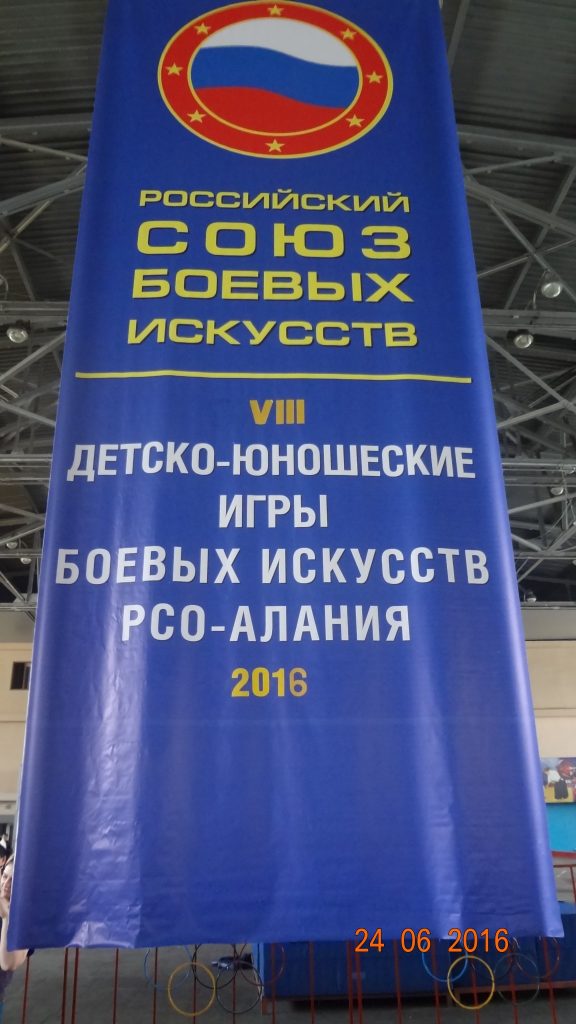 РОССИЙСКИЙ
СОЮЗ
БОЕВЫХ
ИСКУССТВ
VIII
ДЕТСКО-ЮНОШЕСКИЕ
ИГРЫ
БОЕВЫХ ИСКУССТВ
РСО-АЛАНИЯ
2016
24 06 2016